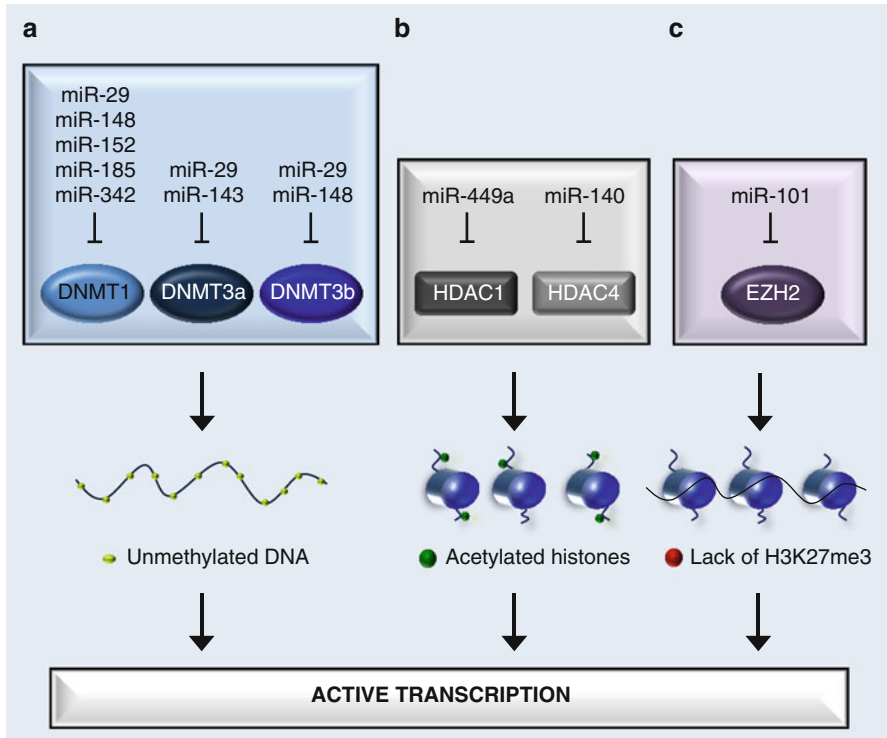 a
miR-29
miR-148
miR-152
miR-185
miR-342
miR-29
miR-143
miR-29
miR-148
DNMT1
DNMT3a
DNMT3b
Unmethylated DNA
b
miR-449a
miR-140
HDAC1
HDAC4
Acetylated histones
c
miR-101
EZH2
Lack of H3K27me3
ACTIVE TRANSCRIPTION